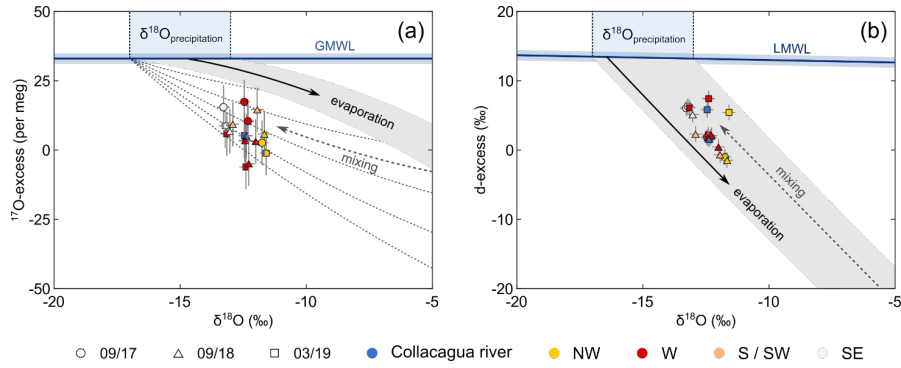 δ¹⁸Oprecipitation
GMWL
(a)
evaporation
mixing
¹⁷O-excess (per meg)
50
25
0
-25
-50
-20
-15
-10
-5
δ¹⁸O (‰)
δ¹⁸Oprecipitation
LMWL
(b)
evaporation
mixing
d-excess (‰)
20
10
0
-10
-20
-20
-15
-10
-5
δ¹⁸O (‰)
09/17 09/18 03/19 Collacagua river NW W S / SW SE